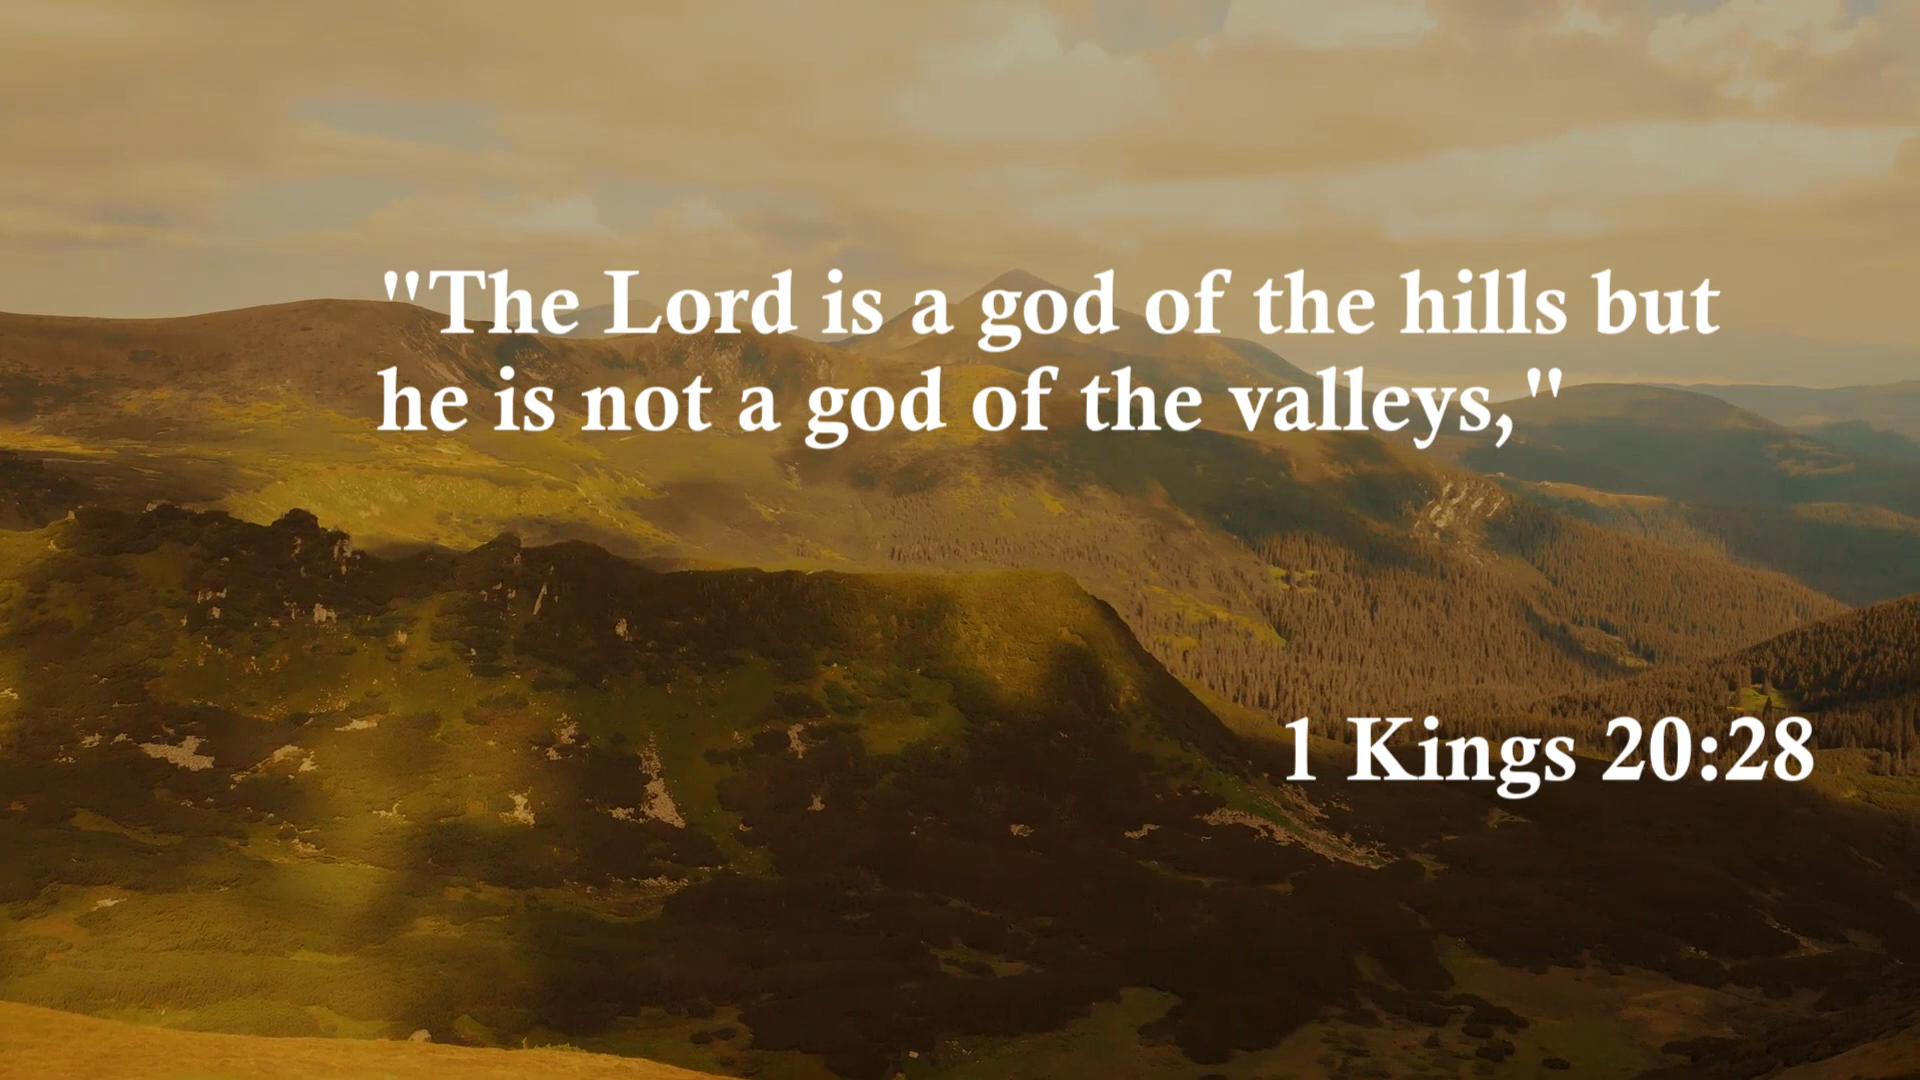 "The Lord is a god of the hills but
he is not a god of the valleys,"
1 Kings 20:28